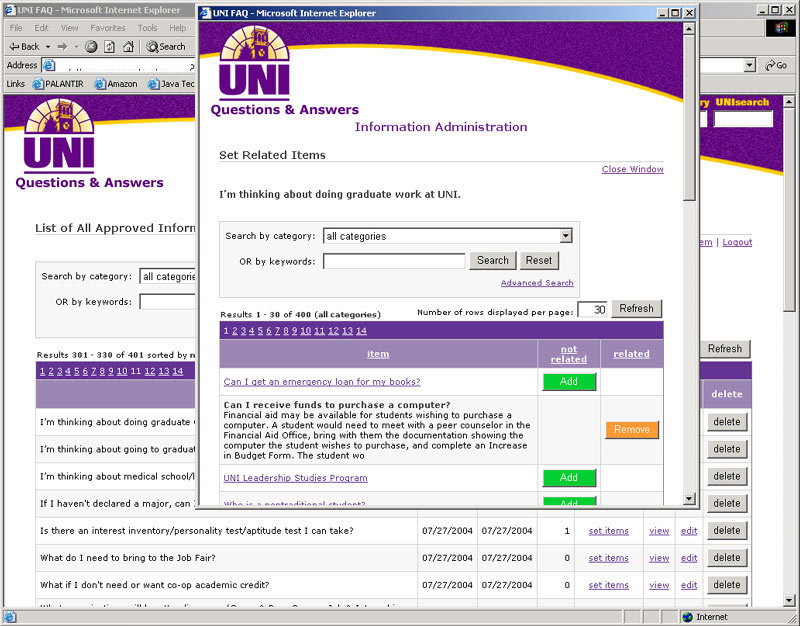 UNI FAQ - Microsoft Internet Explorer
File Edit View Favorites Tools Help
Back Search
Address Go
Links PALANTIR Amazon Java Tec
UNIsearch
UNI
Questions & Answers
Logout
List of All Approved Inform
Search by category: all categories
OR by keywords:
Results 301 - 330 of 401 sorted by
Refresh
1 2 3 4 5 6 7 8 9 10 11 12 13 14
delete
I'm thinking about doing graduate delete
I'm thinking about going to graduat delete
I'm thinking about medical school/l delete
If I haven't declared a major, can I delete
Is there an interest inventory/personality test/aptitude test I can take? 07/27/2004 07/27/2004 1 set items view edit delete
What do I need to bring to the Job Fair? 07/27/2004 07/27/2004 0 set items view edit delete
What if I don't need or want co-op academic credit? 07/27/2004 07/27/2004 0 set items view edit delete
Internet
UNI FAQ - Microsoft Internet Explorer
UNI
Questions & Answers
Information Administration
Set Related Items
Close Window
I'm thinking about doing graduate work at UNI.
Search by category: all categories
OR by keywords: Search Reset
Advanced Search
Results 1 - 30 of 400 (all categories) Number of rows displayed per page: 30 Refresh
1 2 3 4 5 6 7 8 9 10 11 12 13 14
item not related related
Can I get an emergency loan for my books? Add
Can I receive funds to purchase a computer?
Financial aid may be available for students wishing to purchase a
computer. A student would need to meet with a peer counselor in the
Financial Aid Office, bring with them the documentation showing the
computer the student wishes to purchase, and complete an Increase
in Budget Form. The student wo
Remove
UNI Leadership Studies Program Add
Who is a nontraditional student? Add